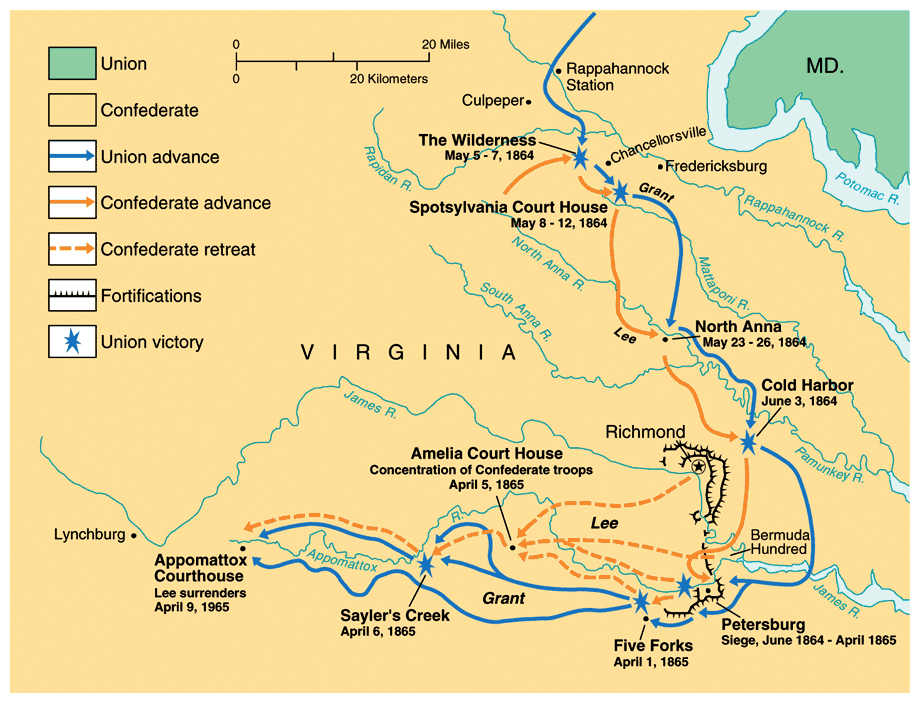 Union
Confederate
Union advance
Confederate advance
Confederate retreat
Fortifications
Union victory
0
20 Miles
0
20 Kilometers
MD.
Rappahannock
Station
Culpeper
The Wilderness
May 5 - 7, 1864
Chancellorsville
Fredericksburg
Rapidan R.
Potomac R.
Spotsylvania Court House
May 8 - 12, 1864
Grant
Rappahannock R.
North Anna R.
Mattaponi R.
South Anna R.
Lee
North Anna
May 23 - 26, 1864
VIRGINIA
Cold Harbor
June 3, 1864
James R.
Richmond
Pamunkey R.
Amelia Court House
Concentration of Confederate troops
April 5, 1865
Lee
R.
Lynchburg
Bermuda
Hundred
Appomattox
Appomattox
Courthouse
Lee surrenders
April 9, 1965
James R.
Grant
Sayler's Creek
April 6, 1865
Petersburg
Siege, June 1864 - April 1865
Five Forks
April 1, 1865